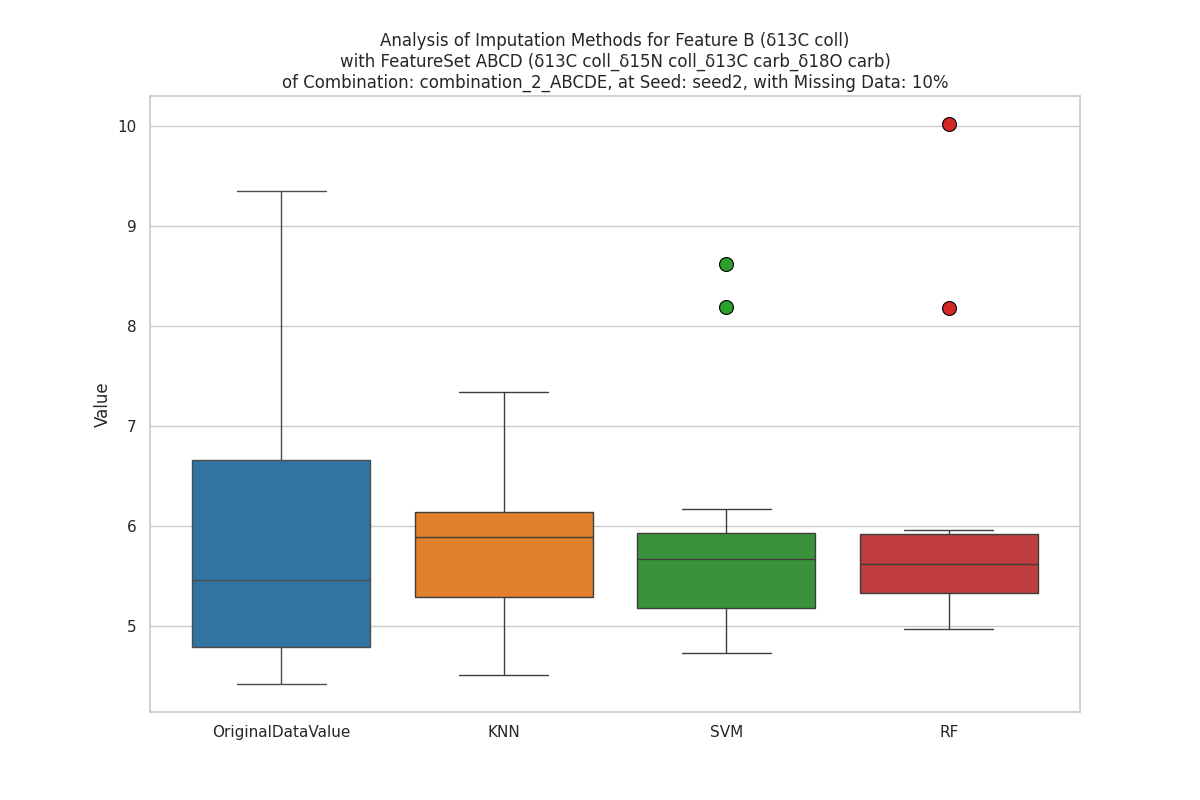 Analysis of Imputation Methods for Feature B (δ13C coll)
with FeatureSet ABCD (δ13C coll_δ15N coll_δ13C carb_δ18O carb)
of Combination: combination_2_ABCDE, at Seed: seed2, with Missing Data: 10%
10
9
8
7
6
5
Value
OriginalDataValue
KNN
SVM
RF